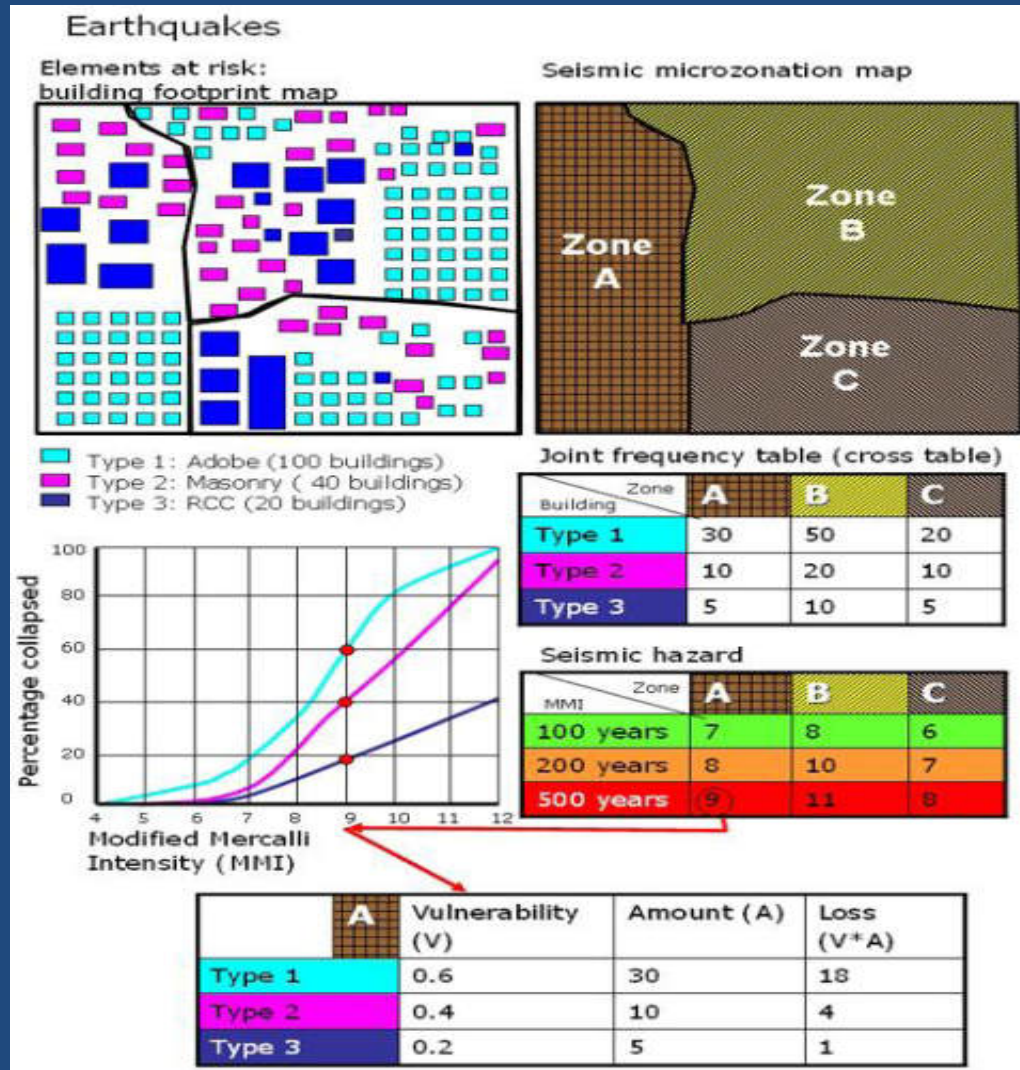 Earthquakes
Elements at risk:
building footprint map
Seismic microzonation map
Zone
A
Zone
B
Zone
C
Type 1: Adobe (100 buildings)
Type 2: Masonry ( 40 buildings)
Type 3: RCC (20 buildings)
Joint frequency table (cross table)
Zone
Building
A B C
Type 1 30 50 20
Type 2 10 20 10
Type 3 5 10 5
Percentage collapsed
100
80
60
40
20
0
4 5 6 7 8 9 10 11 12
Modified Mercalli
Intensity (MMI)
Seismic hazard
Zone
MMI
A B C
100 years 7 8 6
200 years 8 10 7
500 years 9 11 8
A Vulnerability (V) Amount (A) Loss (V*A)
Type 1 0.6 30 18
Type 2 0.4 10 4
Type 3 0.2 5 1